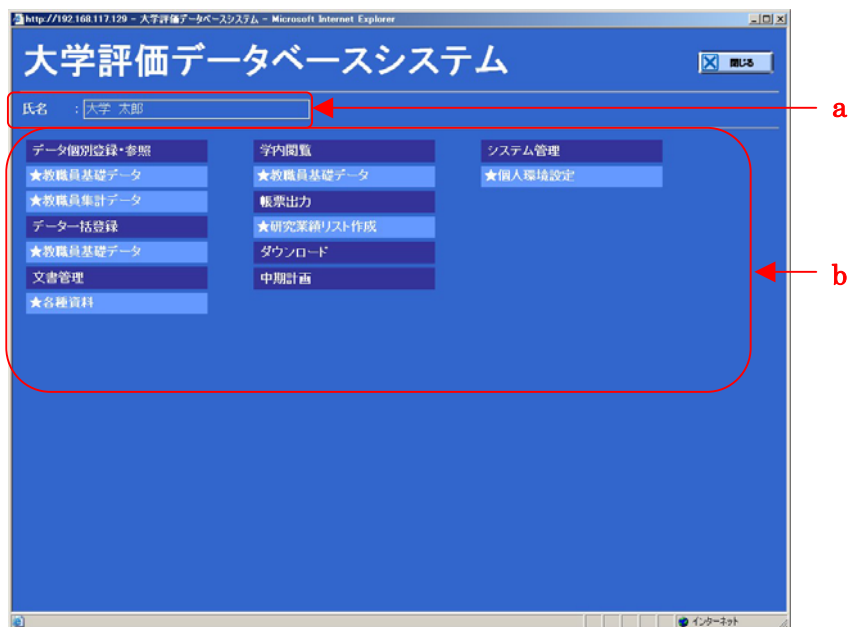 http://192.168.117.129 - 大学評価データベースシステム - Microsoft Internet Explorer
大学評価データベースシステム
閉じる
氏名 : 大学 太郎
a
データ個別登録・参照
★教職員基礎データ
★教職員集計データ
データ一括登録
★教職員基礎データ
文書管理
★各種資料
学内閲覧
★教職員基礎データ
帳票出力
★研究業績リスト作成
ダウンロード
中期計画
システム管理
★個人環境設定
b
インターネット